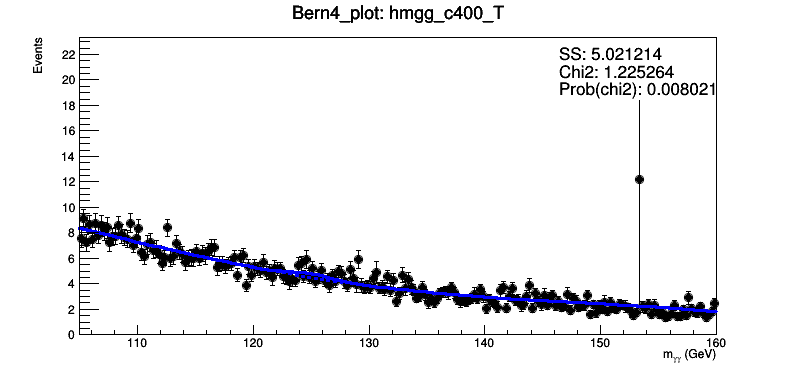 Bern4_plot: hmgg_c400_T
Events
SS: 5.021214
Chi2: 1.225264
Prob(chi2): 0.008021
22
20
18
16
14
12
10
8
6
4
2
0
110 120 130 140 150 160
mγγ (GeV)